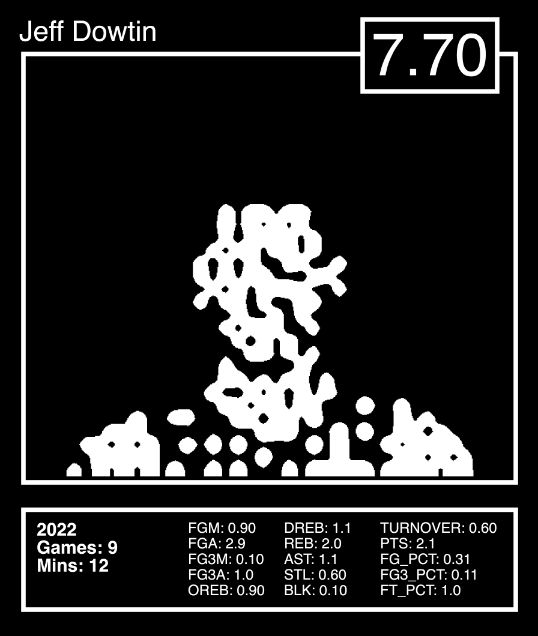 Jeff Dowtin
7.70
2022
Games: 9
Mins: 12
FGM: 0.90
FGA: 2.9
FG3M: 0.10
FG3A: 1.0
OREB: 0.90
DREB: 1.1
REB: 2.0
AST: 1.1
STL: 0.60
BLK: 0.10
TURNOVER: 0.60
PTS: 2.1
FG_PCT: 0.31
FG3_PCT: 0.11
FT_PCT: 1.0